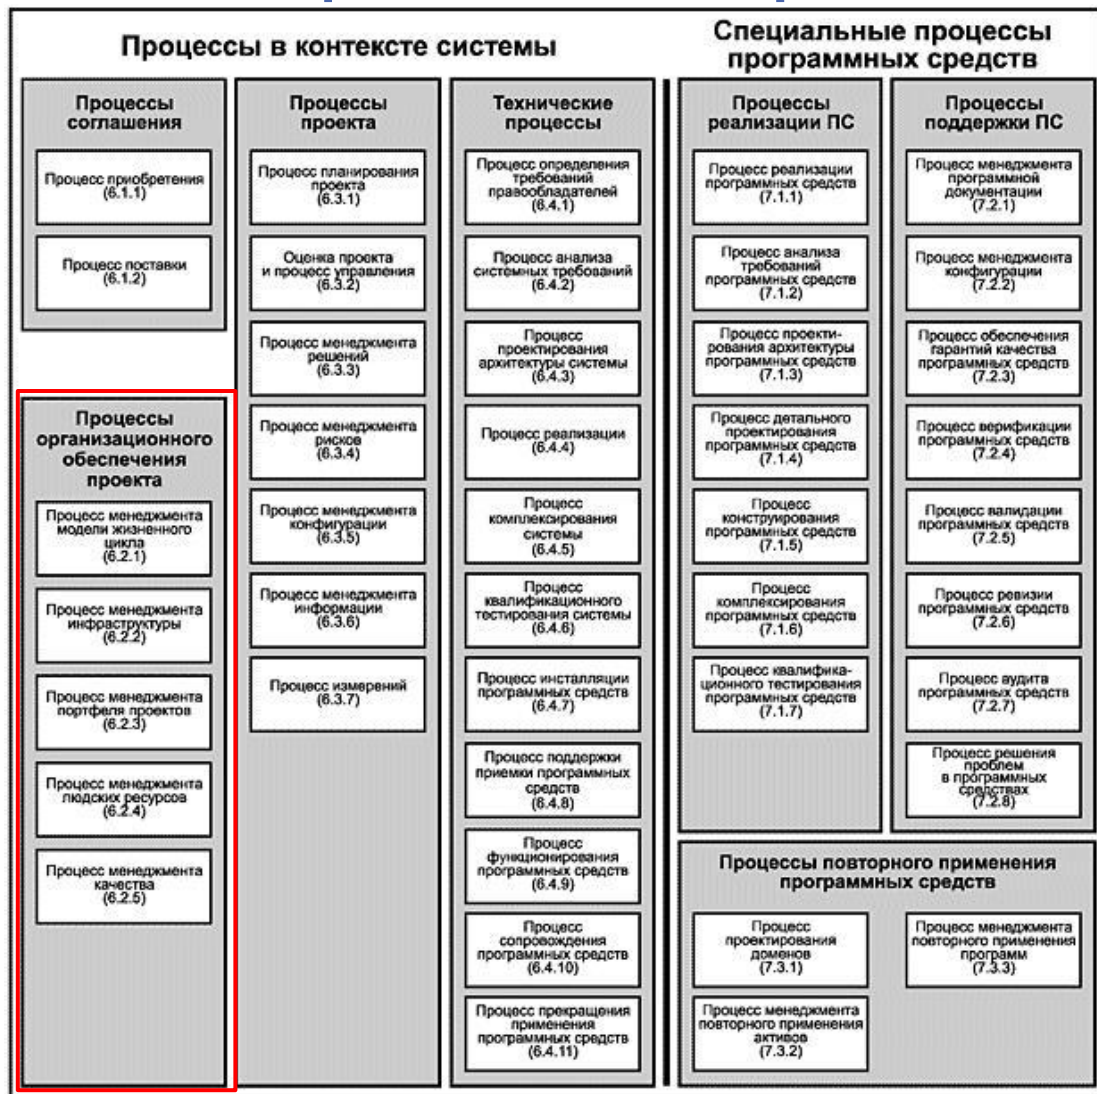 Процессы в контексте системы
Специальные процессы
программных средств
Процессы
соглашения
Процесс приобретения
(6.1.1)
Процесс поставки
(6.1.2)
Процессы
организационного
обеспечения
проекта
Процесс менеджмента
модели жизненного
цикла
(6.2.1)
Процесс менеджмента
инфраструктуры
(6.2.2)
Процесс менеджмента
портфеля проектов
(6.2.3)
Процесс менеджмента
людских ресурсов
(6.2.4)
Процесс менеджмента
качества
(6.2.5)
Процессы
проекта
Процесс планирования
проекта
(6.3.1)
Оценка проекта
и процесс управления
(6.3.2)
Процесс менеджмента
решений
(6.3.3)
Процесс менеджмента
рисков
(6.3.4)
Процесс менеджмента
конфигурации
(6.3.5)
Процесс менеджмента
информации
(6.3.6)
Процесс измерений
(6.3.7)
Технические
процессы
Процесс определения
требований
правообладателей
(6.4.1)
Процесс анализа
системных требований
(6.4.2)
Процесс
проектирования
архитектуры системы
(6.4.3)
Процесс реализации
(6.4.4)
Процесс
комплексирования
системы
(6.4.5)
Процесс
квалификационного
тестирования системы
(6.4.6)
Процесс инсталляции
программных средств
(6.4.7)
Процесс поддержки
приемки программных
средств
(6.4.8)
Процесс
функционирования
программных средств
(6.4.9)
Процесс
сопровождения
программных средств
(6.4.10)
Процесс прекращения
применения
программных средств
(6.4.11)
Процессы
реализации ПС
Процесс реализации
программных средств
(7.1.1)
Процесс анализа
требований
программных средств
(7.1.2)
Процесс проекти-
рования архитектуры
программных средств
(7.1.3)
Процесс детального
проектирования
программных средств
(7.1.4)
Процесс
конструирования
программных средств
(7.1.5)
Процесс
комплексирования
программных средств
(7.1.6)
Процесс квалифика-
ционного тестирования
программных средств
(7.1.7)
Процессы
поддержки ПС
Процесс менеджмента
программной
документации
(7.2.1)
Процесс менеджмента
конфигурации
(7.2.2)
Процесс обеспечения
гарантий качества
программных средств
(7.2.3)
Процесс верификации
программных средств
(7.2.4)
Процесс валидации
программных средств
(7.2.5)
Процесс ревизии
программных средств
(7.2.6)
Процесс аудита
программных средств
(7.2.7)
Процесс решения
проблем
в программных
средствах
(7.2.8)
Процессы повторного применения
программных средств
Процесс
проектирования
доменов
(7.3.1)
Процесс менеджмента
повторного применения
активов
(7.3.2)
Процесс менеджмента
повторного применения
программ
(7.3.3)